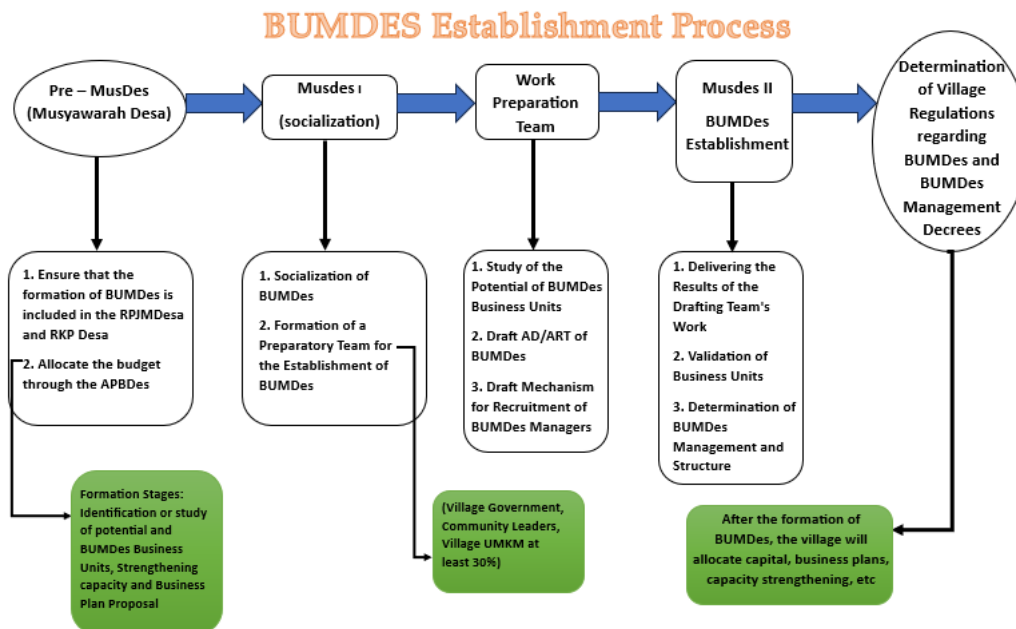 BUMDES Establishment Process
Pre – MusDes
(Musyawarah Desa)
Musdes I
(socialization)
Work
Preparation
Team
Musdes II
BUMDes
Establishment
Determination
of Village
Regulations
regarding
BUMDes and
BUMDes
Management
Decrees
1. Ensure that the
formation of BUMDes is
included in the RPJMDesa
and RKP Desa
2. Allocate the budget
through the APBDes
1. Socialization of
BUMDes
2. Formation of a
Preparatory Team for
the Establishment of
BUMDes
1. Study of the
Potential of BUMDes
Business Units
2. Draft AD/ART of
BUMDes
3. Draft Mechanism
for Recruitment of
BUMDes Managers
1. Delivering the
Results of the
Drafting Team's
Work
2. Validation of
Business Units
3. Determination of
BUMDes
Management and
Structure
Formation Stages:
Identification or study
of potential and
BUMDes Business
Units, Strengthening
capacity and Business
Plan Proposal
(Village Government,
Community Leaders,
Village UMKM at
least 30%)
After the formation of
BUMDes, the village will
allocate capital, business plans,
capacity strengthening, etc